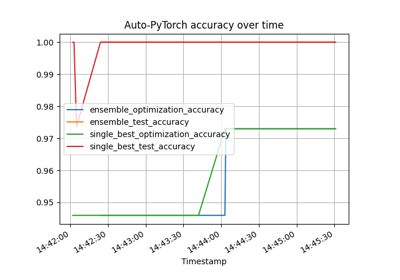 Auto-PyTorch accuracy over time
1.00
0.99
0.98
0.97
0.96
0.95
ensemble_optimization_accuracy
ensemble_test_accuracy
single_best_optimization_accuracy
single_best_test_accuracy
14:42:00
14:42:30
14:43:00
14:43:30
14:44:00
14:44:30
14:45:00
14:45:30
Timestamp